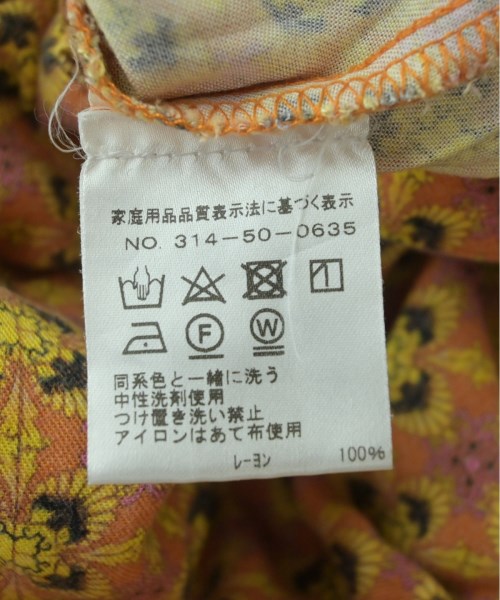 家庭用品品質表示法に基づく表示
NO. 314-50-0635
F W
同系色と一緒に洗う
中性洗剤使用
つけ置き洗い禁止
アイロンはあて布使用
レーヨン 100%